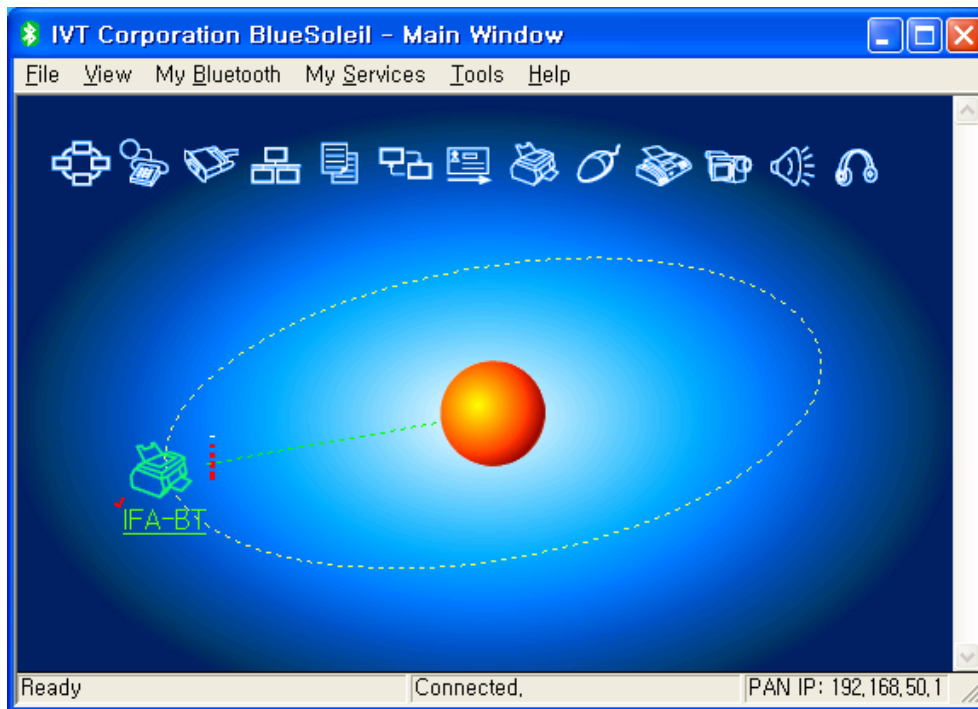 IVT Corporation BlueSoleil - Main Window
File View My Bluetooth My Services Tools Help
IFA-BT
Ready Connected, PAN IP: 192,168,50,1